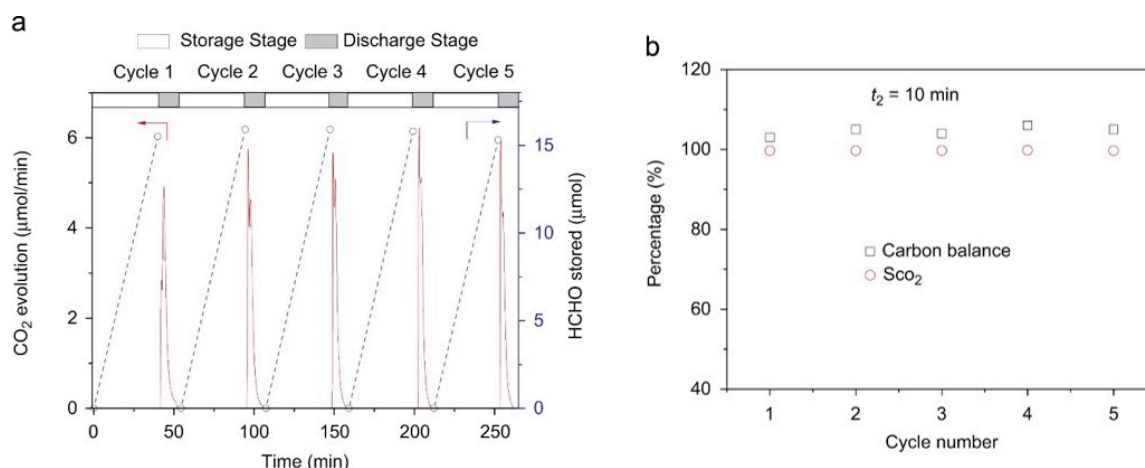 a
Storage Stage Discharge Stage
Cycle 1 Cycle 2 Cycle 3 Cycle 4 Cycle 5
6
4
2
0
CO2 evolution (μmol/min)
15
10
5
0
HCHO stored (μmol)
0 50 100 150 200 250
Time (min)
b
120
100
80
60
40
Percentage (%)
t2 = 10 min
Carbon balance
Sco2
1 2 3 4 5
Cycle number